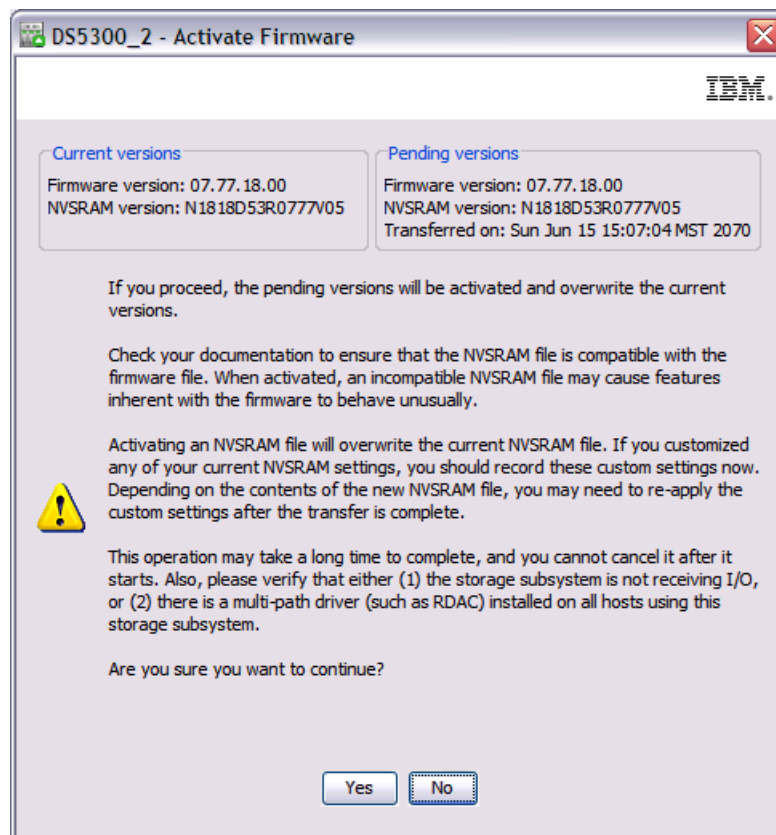 DS5300_2 - Activate Firmware
IBM.
Current versions
Firmware version: 07.77.18.00
NVSRAM version: N1818D53R0777V05
Pending versions
Firmware version: 07.77.18.00
NVSRAM version: N1818D53R0777V05
Transferred on: Sun Jun 15 15:07:04 MST 2070
If you proceed, the pending versions will be activated and overwrite the current
versions.
Check your documentation to ensure that the NVSRAM file is compatible with the
firmware file. When activated, an incompatible NVSRAM file may cause features
inherent with the firmware to behave unusually.
Activating an NVSRAM file will overwrite the current NVSRAM file. If you customized
any of your current NVSRAM settings, you should record these custom settings now.
Depending on the contents of the new NVSRAM file, you may need to re-apply the
custom settings after the transfer is complete.
This operation may take a long time to complete, and you cannot cancel it after it
starts. Also, please verify that either (1) the storage subsystem is not receiving I/O,
or (2) there is a multi-path driver (such as RDAC) installed on all hosts using this
storage subsystem.
Are you sure you want to continue?
Yes
No